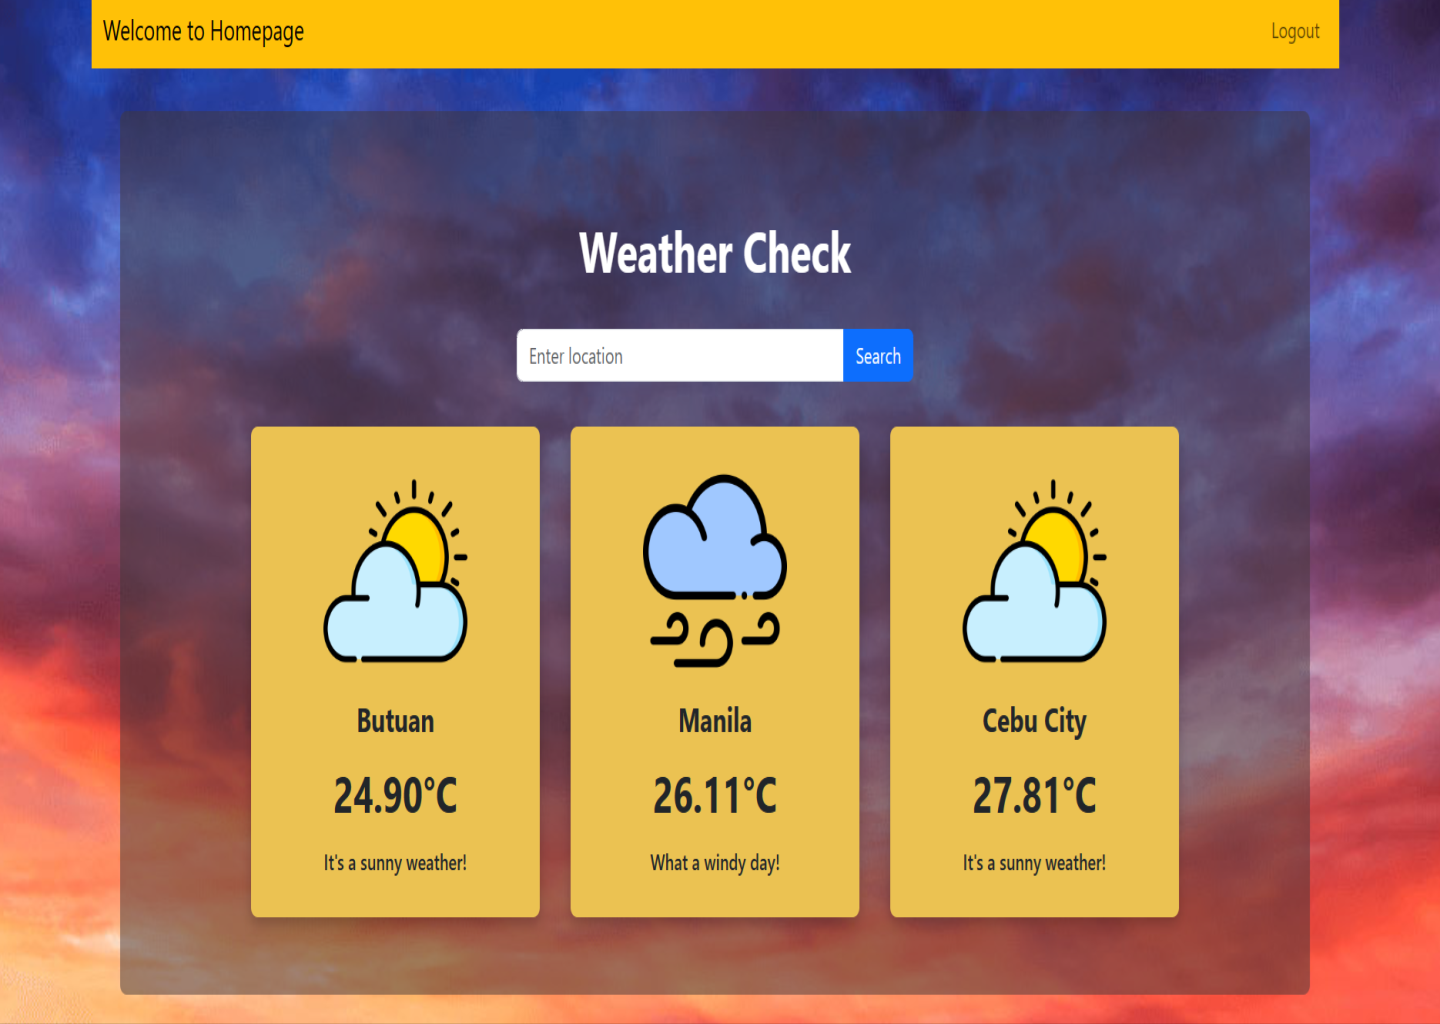 Welcome to Homepage
Logout
Weather Check
Enter location
Search
Butuan
24.90°C
It's a sunny weather!
Manila
26.11°C
What a windy day!
Cebu City
27.81°C
It's a sunny weather!